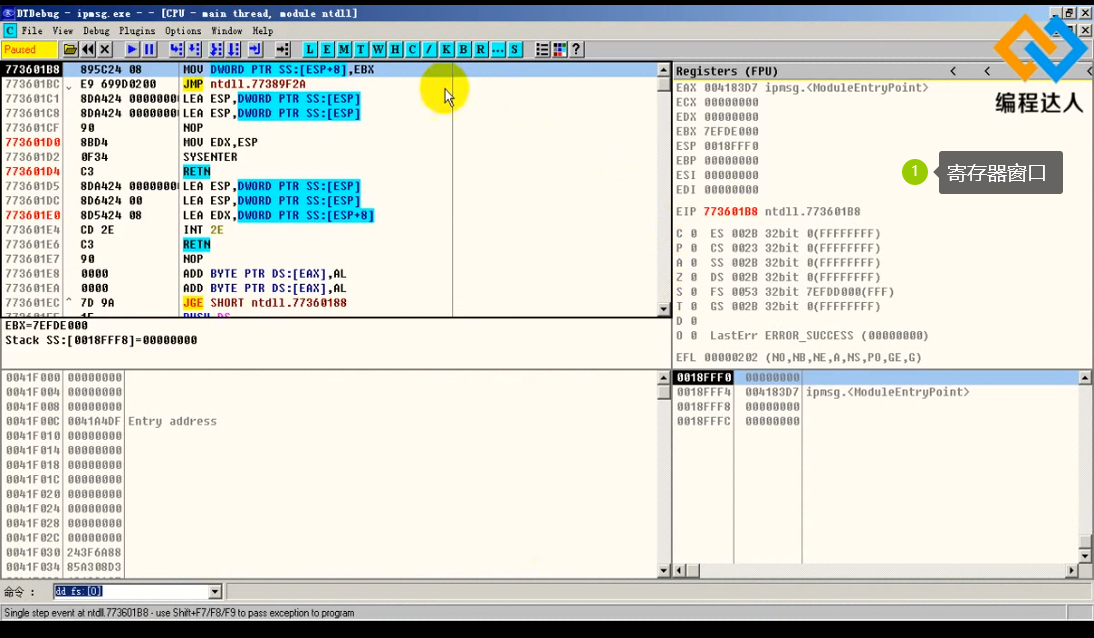 DTDebug - ipmsg.exe - - [CPU - main thread, module ntdll]
C File View Debug Plugins Options Window Help
Paused L E M T W H C / K B R ... S ?
773601B8 895C24 08 MOV DWORD PTR SS:[ESP+8],EBX
773601BC E9 699D0200 JMP ntdll.77389F2A
773601C1 8DA424 0000000 LEA ESP,DWORD PTR SS:[ESP]
773601C8 8DA424 0000000 LEA ESP,DWORD PTR SS:[ESP]
773601CF 90 NOP
773601D0 8BD4 MOV EDX,ESP
773601D2 0F34 SYSENTER
773601D4 C3 RETN
773601D5 8DA424 0000000 LEA ESP,DWORD PTR SS:[ESP]
773601DC 8D6424 00 LEA ESP,DWORD PTR SS:[ESP]
773601E0 8D5424 08 LEA EDX,DWORD PTR SS:[ESP+8]
773601E4 CD 2E INT 2E
773601E6 C3 RETN
773601E7 90 NOP
773601E8 0000 ADD BYTE PTR DS:[EAX],AL
773601EA 0000 ADD BYTE PTR DS:[EAX],AL
773601EC ^ 7D 9A JGE SHORT ntdll.77360188
EBX=7EFDE000
Stack SS:[0018FFF8]=00000000
Registers (FPU) < < <
EAX 004183D7 ipmsg.<ModuleEntryPoint>
ECX 00000000
EDX 00000000
EBX 7EFDE000
ESP 0018FFF0
EBP 00000000
ESI 00000000
EDI 00000000
EIP 773601B8 ntdll.773601B8
C 0 ES 002B 32bit 0(FFFFFFFF)
P 0 CS 0023 32bit 0(FFFFFFFF)
A 0 SS 002B 32bit 0(FFFFFFFF)
Z 0 DS 002B 32bit 0(FFFFFFFF)
S 0 FS 0053 32bit 7EFDD000(FFF)
T 0 GS 002B 32bit 0(FFFFFFFF)
D 0
O 0 LastErr ERROR_SUCCESS (00000000)
EFL 00000202 (NO,NB,NE,A,NS,PO,GE,G)
编程达人
1 寄存器窗口
0041F000 00000000
0041F004 00000000
0041F008 00000000
0041F00C 0041A4DF Entry address
0041F010 00000000
0041F014 00000000
0041F018 00000000
0041F01C 00000000
0041F020 00000000
0041F024 00000000
0041F028 00000000
0041F02C 00000000
0041F030 243F6A88
0041F034 85A308D3
0018FFF0 00000000
0018FFF4 004183D7 ipmsg.<ModuleEntryPoint>
0018FFF8 00000000
0018FFFC 00000000
命令 : dd fs:[0]
Single step event at ntdll.773601B8 - use Shift+F7/F8/F9 to pass exception to program